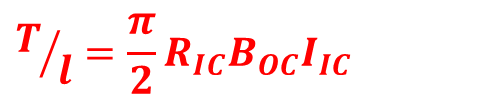 T/l = π/2 R_IC B_OC I_IC